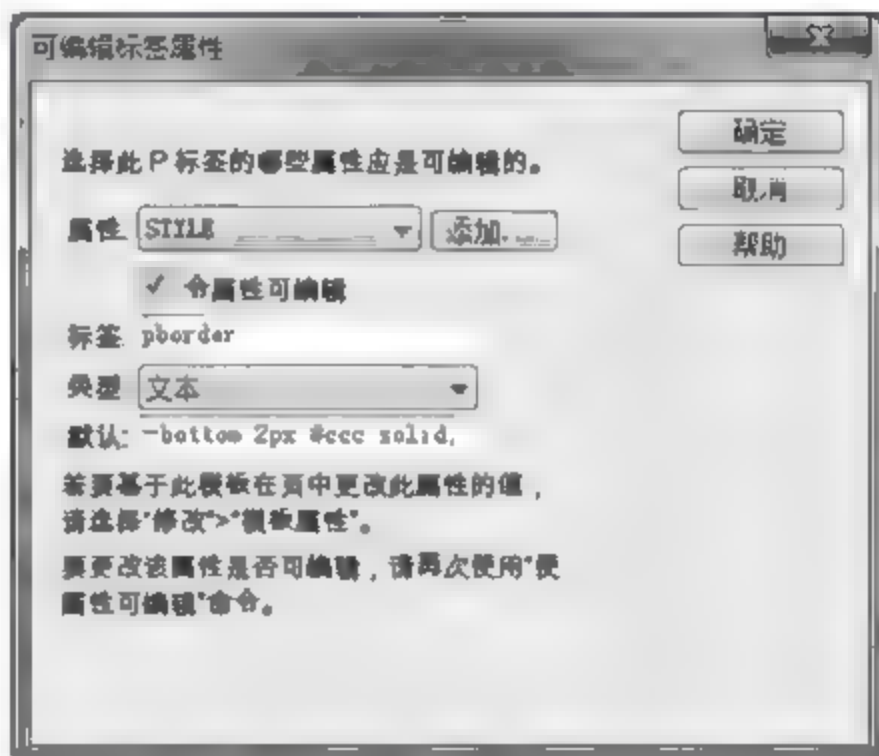 可编辑标签属性
选择此 P 标签的哪些属性应是可编辑的。
确定
取消
帮助
属性 STYLE 添加...
✓ 令属性可编辑
标签 pborder
类型 文本
默认: -bottom 2px #ccc solid,
若要基于此模板在页中更改此属性的值，
请选择“修改”>“模板属性”。
要更改该属性是否可编辑，请再次使用“使
属性可编辑”命令。